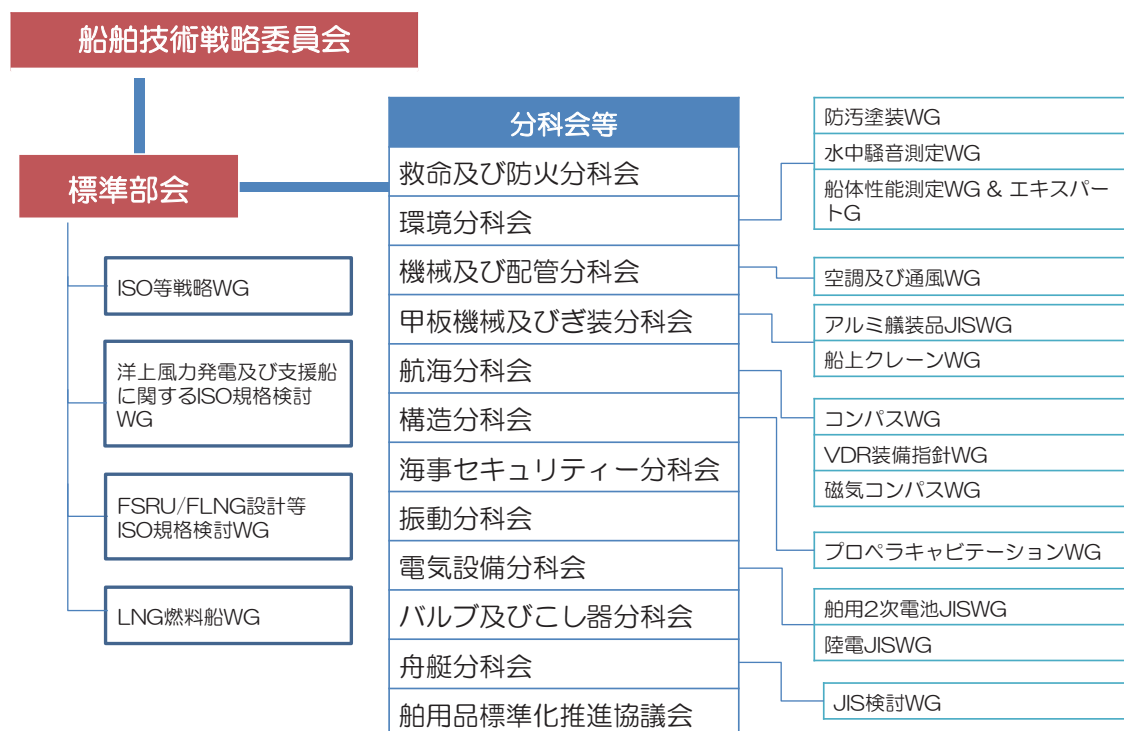 船舶技術戦略委員会
標準部会
ISO等戦略WG
洋上風力発電及び支援船
に関するISO規格検討
WG
FSRU/FLNG設計等
ISO規格検討WG
LNG燃料船WG
分科会等
救命及び防火分科会
環境分科会
機械及び配管分科会
甲板機械及びぎ装分科会
航海分科会
構造分科会
海事セキュリティー分科会
振動分科会
電気設備分科会
バルブ及びこし器分科会
舟艇分科会
舶用品標準化推進協議会
防汚塗装WG
水中騒音測定WG
船体性能測定WG & エキスパー
トG
空調及び通風WG
アルミ艤装品JISWG
船上クレーンWG
コンパスWG
VDR装備指針WG
磁気コンパスWG
プロペラキャビテーションWG
舶用2次電池JISWG
陸電JISWG
JIS検討WG